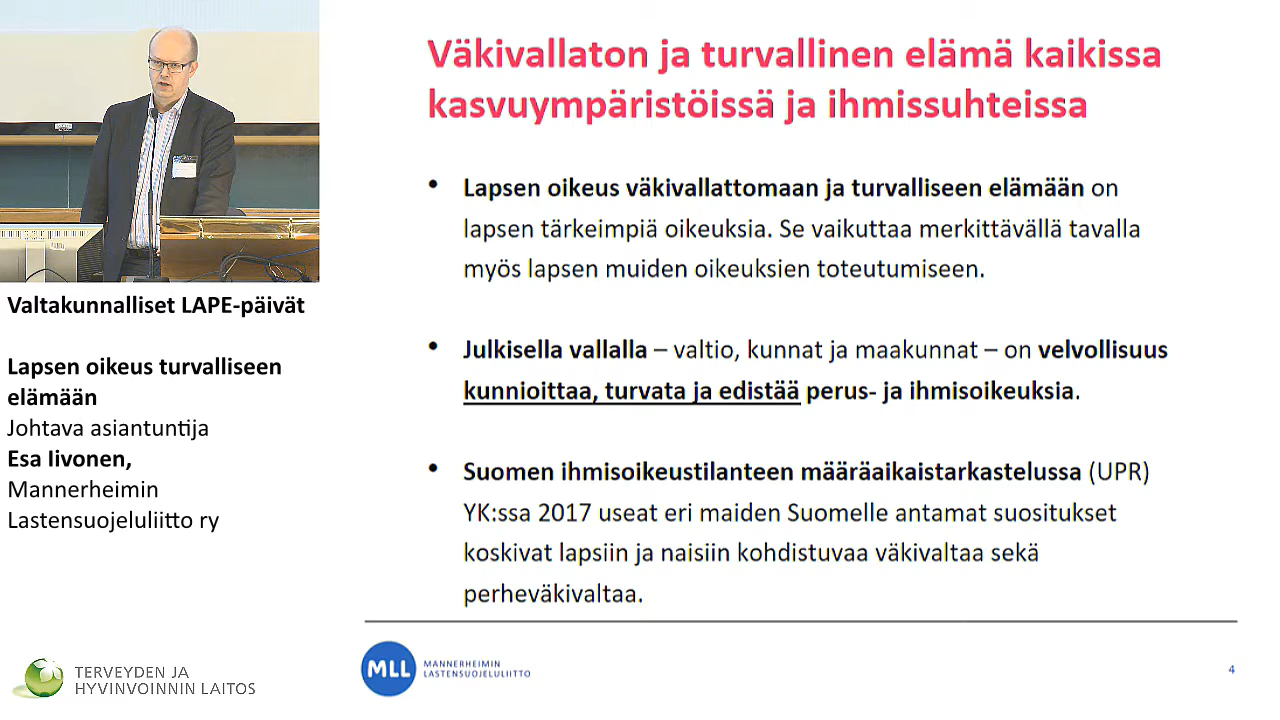 Väkivallaton ja turvallinen elämä kaikissa
kasvuympäristöissä ja ihmissuhteissa
• Lapsen oikeus väkivallattomaan ja turvalliseen elämään on
lapsen tärkeimpiä oikeuksia. Se vaikuttaa merkittävällä tavalla
myös lapsen muiden oikeuksien toteutumiseen.
• Julkisella vallalla – valtio, kunnat ja maakunnat – on velvollisuus
kunnioittaa, turvata ja edistää perus- ja ihmisoikeuksia.
• Suomen ihmisoikeustilanteen määräaikaistarkastelussa (UPR)
YK:ssa 2017 useat eri maiden Suomelle antamat suositukset
koskivat lapsiin ja naisiin kohdistuvaa väkivaltaa sekä
perheväkivaltaa.
Valtakunnalliset LAPE-päivät
Lapsen oikeus turvalliseen
elämään
Johtava asiantuntija
Esa Iivonen,
Mannerheimin
Lastensuojeluliitto ry
TERVEYDEN JA
HYVINVOINNIN LAITOS
MLL
MANNERHEIMIN
LASTENSUOJELULIITTO
4